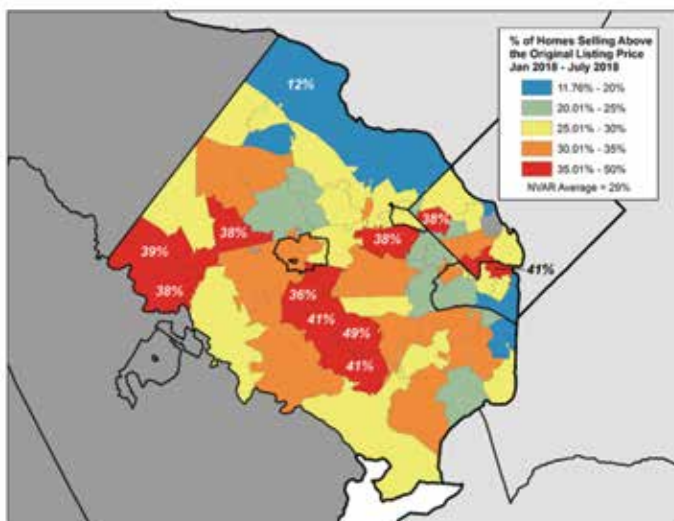 % of Homes Selling Above
the Original Listing Price
Jan 2018 - July 2018
11.76% - 20%
20.01% - 25%
25.01% - 30%
30.01% - 35%
35.01% - 50%
NVAR Average = 29%
12%
38%
38%
38%
39%
38%
41%
36%
41%
49%
41%